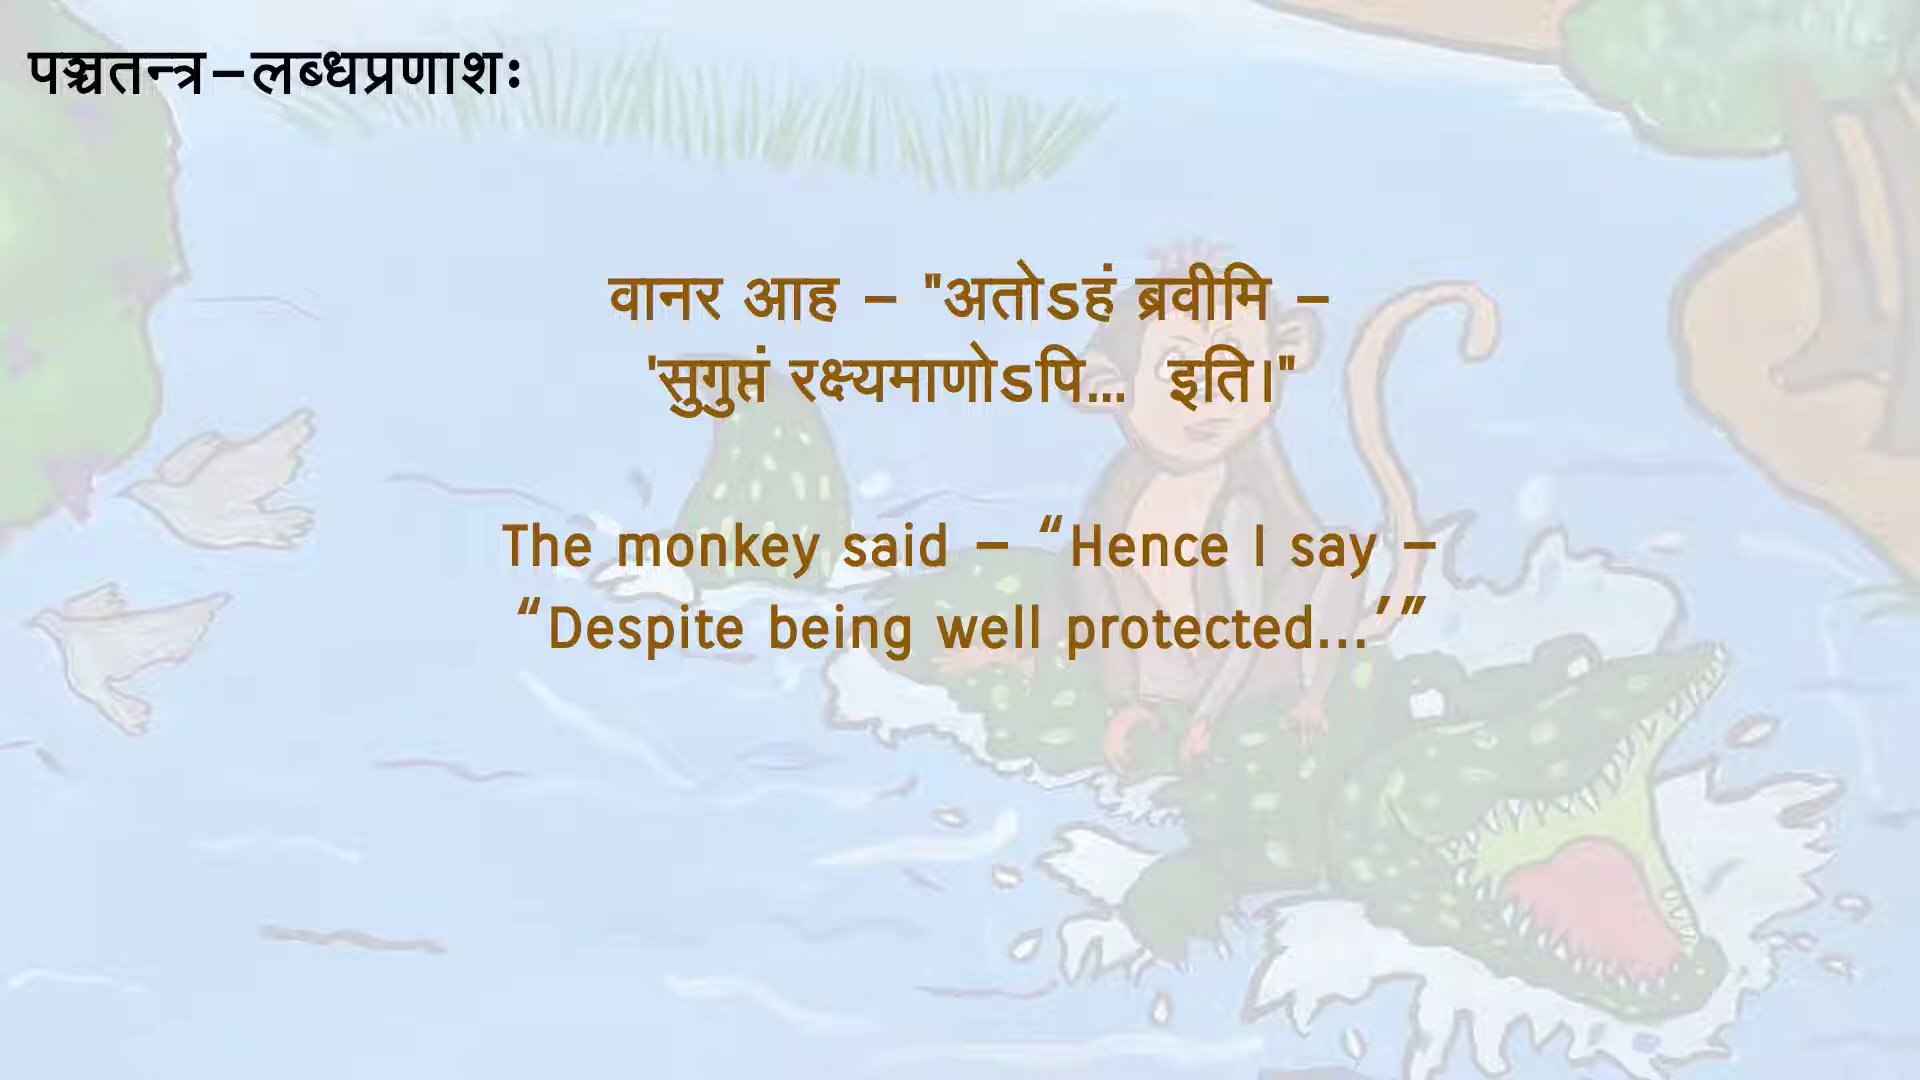 पञ्चतन्त्र-लब्धप्रणाशः
वानर आह - "अतोऽहं ब्रवीमि -
'सुगुप्तं रक्ष्यमाणोऽपि... इति।"
The monkey said – “Hence I say –
“Despite being well protected...’”